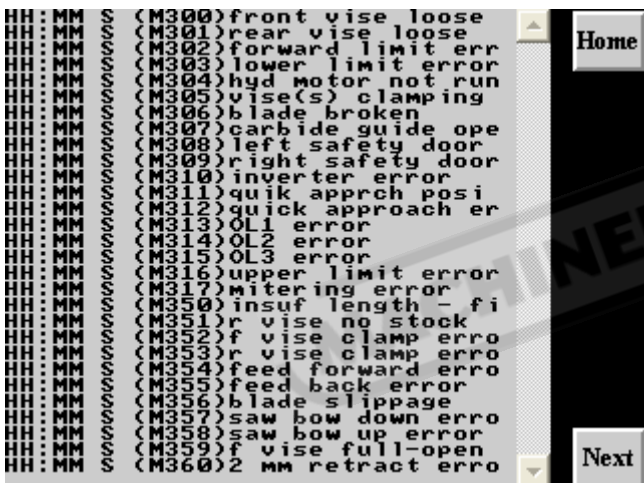 HH:MM S (M300)front vise loose
HH:MM S (M301)rear vise loose
HH:MM S (M302)forward limit err
HH:MM S (M303)lower limit error
HH:MM S (M304)hyd motor not run
HH:MM S (M305)vise(s) clamping
HH:MM S (M306)blade broken
HH:MM S (M307)carbide guide ope
HH:MM S (M308)left safety door
HH:MM S (M309)right safety door
HH:MM S (M310)inverter error
HH:MM S (M311)quik apprch posi
HH:MM S (M312)quick approach er
HH:MM S (M313)OL1 error
HH:MM S (M314)OL2 error
HH:MM S (M315)OL3 error
HH:MM S (M316)upper limit error
HH:MM S (M317)mitering error
HH:MM S (M350)insuf length - fi
HH:MM S (M351)r vise no stock
HH:MM S (M352)f vise clamp erro
HH:MM S (M353)r vise clamp erro
HH:MM S (M354)feed forward erro
HH:MM S (M355)feed back error
HH:MM S (M356)blade slippage
HH:MM S (M357)saw bow down erro
HH:MM S (M358)saw bow up error
HH:MM S (M359)f vise full-open
HH:MM S (M360)2 mm retract erro
Home
Next